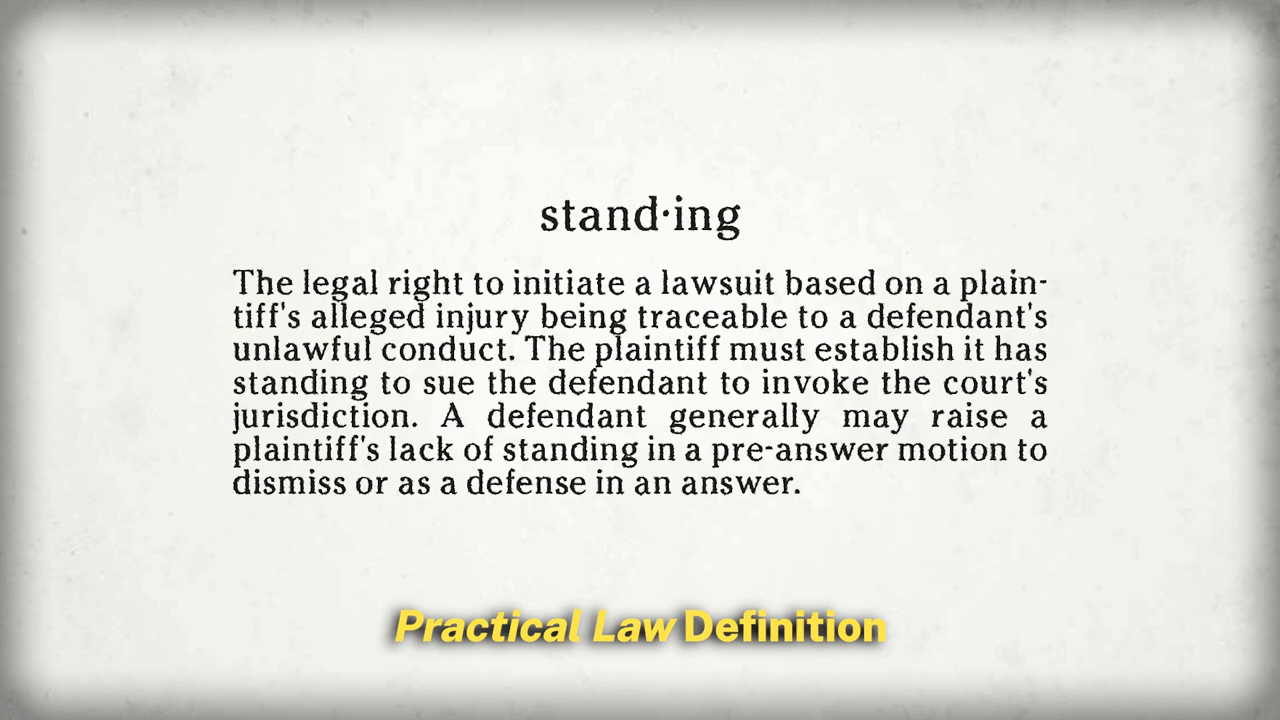 stand·ing
The legal right to initiate a lawsuit based on a plain-
tiff's alleged injury being traceable to a defendant's
unlawful conduct. The plaintiff must establish it has
standing to sue the defendant to invoke the court's
jurisdiction. A defendant generally may raise a
plaintiff's lack of standing in a pre-answer motion to
dismiss or as a defense in an answer.
Practical Law Definition